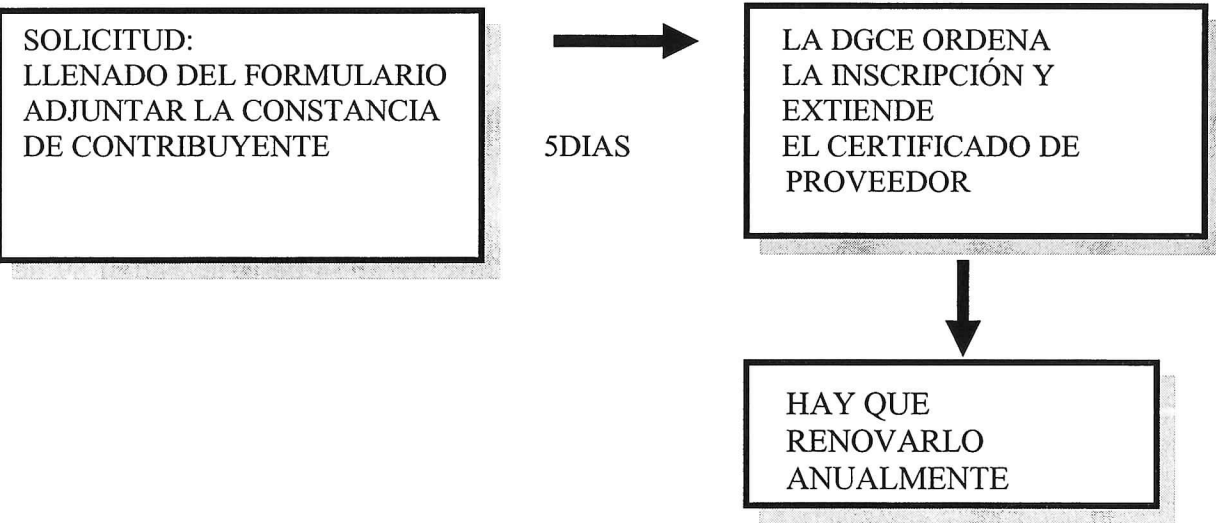 SOLICITUD:
LLENADO DEL FORMULARIO
ADJUNTAR LA CONSTANCIA
DE CONTRIBUYENTE
5DIAS
LA DGCE ORDENA
LA INSCRIPCIÓN Y
EXTIENDE
EL CERTIFICADO DE
PROVEEDOR
HAY QUE
RENOVARLO
ANUALMENTE